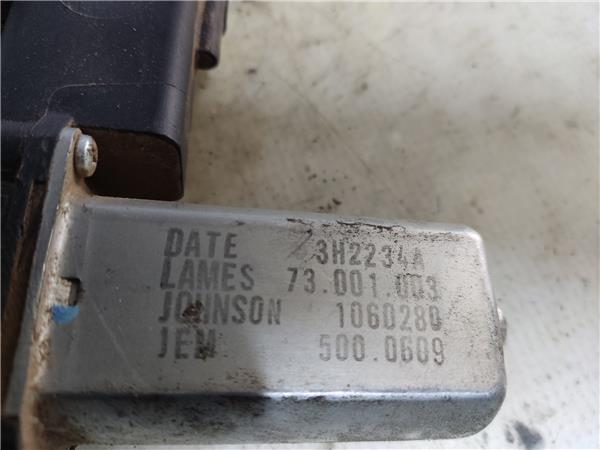 DATE 3H2234A
LAMES 73.001.003
JOHNSON 1060280
JEM 500.0609